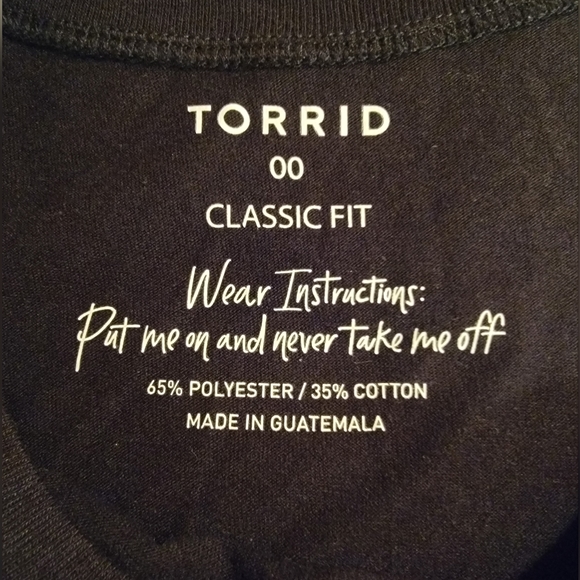 TORRID
00
CLASSIC FIT
Wear Instructions:
Put me on and never take me off
65% POLYESTER / 35% COTTON
MADE IN GUATEMALA